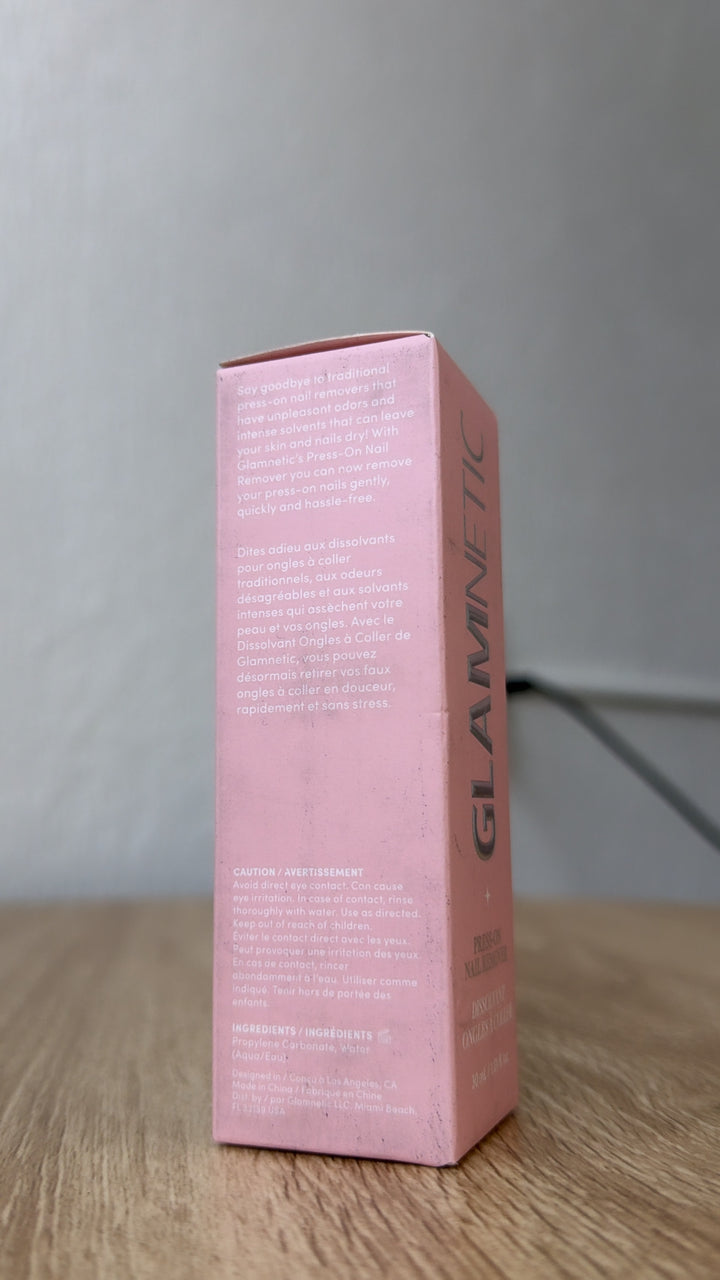 Say goodbye to traditional
press-on nail removers that
have unpleasant odors and
intense solvents that can leave
your skin and nails dry! With
Glamnetic's Press-On Nail
Remover you can now remove
your press-on nails gently,
quickly and hassle-free.
Dites adieu aux dissolvants
pour ongles à coller
traditionnels, aux odeurs
désagréables et aux solvants
intenses qui assèchent votre
peau et vos ongles. Avec le
Dissolvant Ongles à Coller de
Glamnetic, vous pouvez
désormais retirer vos faux
ongles à coller en douceur,
rapidement et sans stress.
CAUTION / AVERTISSEMENT
Avoid direct eye contact. Can cause
eye irritation. In case of contact, rinse
thoroughly with water. Use as directed.
Keep out of reach of children.
Éviter le contact direct avec les yeux.
Peut provoquer une irritation des yeux.
En cas de contact, rincer
abondamment à l'eau. Utiliser comme
indiqué. Tenir hors de portée des
enfants.
INGREDIENTS / INGRÉDIENTS
Propylene Carbonate, Water
(Aqua/Eau).
Designed in / Conçu à Los Angeles, CA
Made in China / Fabriqué en Chine
Dist. by / par Glamnetic LLC. Miami Beach,
FL 33139 USA
GLAMNETIC
PRESS-ON
NAIL REMOVER
DISSOLVANT
ONGLES À COLLER
30 mL / fl oz.